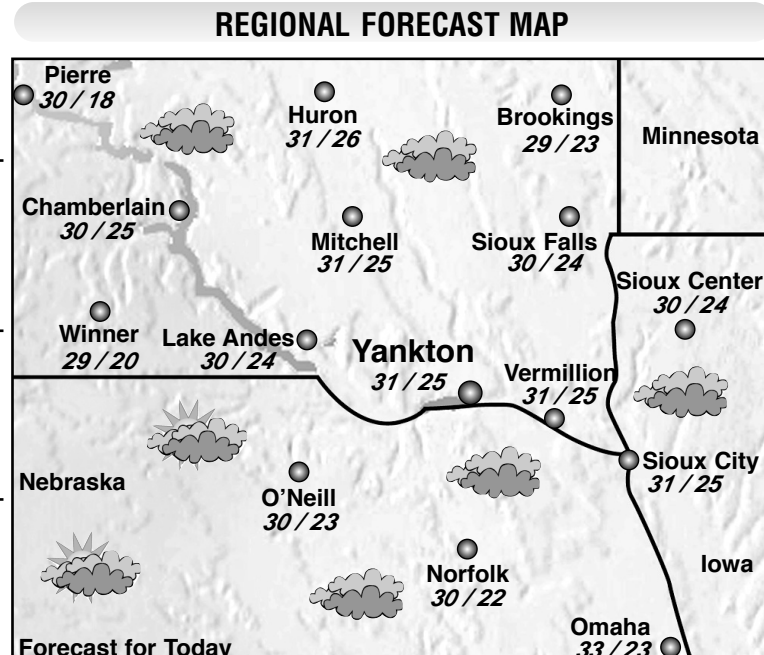 REGIONAL FORECAST MAP
Pierre
30 / 18
Huron
31 / 26
Brookings
29 / 23
Minnesota
Chamberlain
30 / 25
Mitchell
31 / 25
Sioux Falls
30 / 24
Sioux Center
30 / 24
Winner
29 / 20
Lake Andes
30 / 24
Yankton
31 / 25
Vermillion
31 / 25
Nebraska
O'Neill
30 / 23
Sioux City
31 / 25
Norfolk
30 / 22
Iowa
Omaha
33 / 23
Forecast for Today